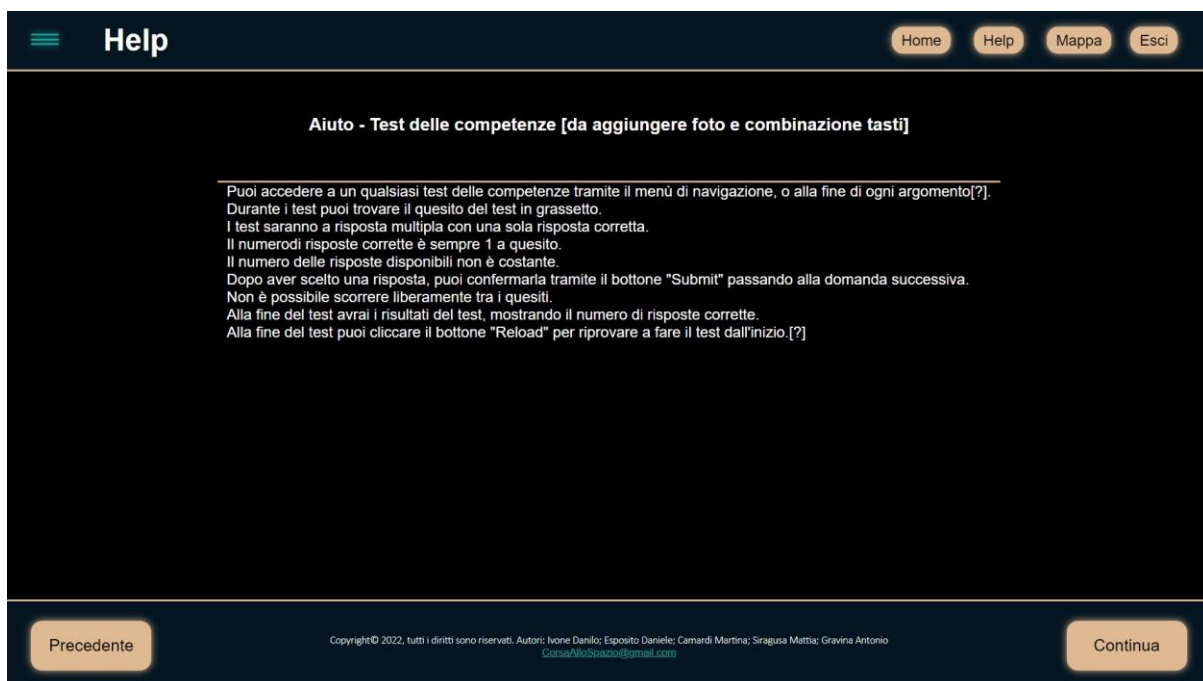 Help
Home
Help
Mappa
Esci
Aiuto - Test delle competenze [da aggiungere foto e combinazione tasti]
Puoi accedere a un qualsiasi test delle competenze tramite il menù di navigazione, o alla fine di ogni argomento[?].
Durante i test puoi trovare il quesito del test in grassetto.
I test saranno a risposta multipla con una sola risposta corretta.
Il numerodi risposte corrette è sempre 1 a quesito.
Il numero delle risposte disponibili non è costante.
Dopo aver scelto una risposta, puoi confermarla tramite il bottone "Submit" passando alla domanda successiva.
Non è possibile scorrere liberamente tra i quesiti.
Alla fine del test avrai i risultati del test, mostrando il numero di risposte corrette.
Alla fine del test puoi cliccare il bottone "Reload" per riprovare a fare il test dall'inizio.[?]
Precedente
Copyright© 2022, tutti i diritti sono riservati. Autori: Ivone Danilo; Esposito Daniele; Camardi Martina; Siragusa Mattia; Gravina Antonio
CorsaAlloSpazio@gmail.com
Continua